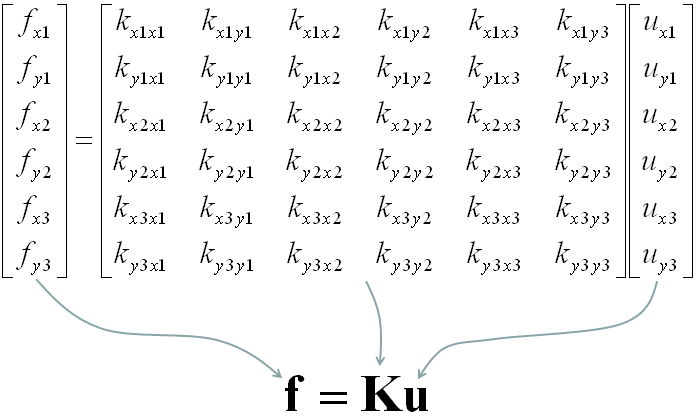 f_x1 k_x1x1 k_x1y1 k_x1x2 k_x1y2 k_x1x3 k_x1y3 u_x1
f_y1 k_y1x1 k_y1y1 k_y1x2 k_y1y2 k_y1x3 k_y1y3 u_y1
f_x2 k_x2x1 k_x2y1 k_x2x2 k_x2y2 k_x2x3 k_x2y3 u_x2
f_y2 = k_y2x1 k_y2y1 k_y2x2 k_y2y2 k_y2x3 k_y2y3 u_y2
f_x3 k_x3x1 k_x3y1 k_x3x2 k_x3y2 k_x3x3 k_x3y3 u_x3
f_y3 k_y3x1 k_y3y1 k_y3x2 k_y3y2 k_y3x3 k_y3y3 u_y3
f = Ku